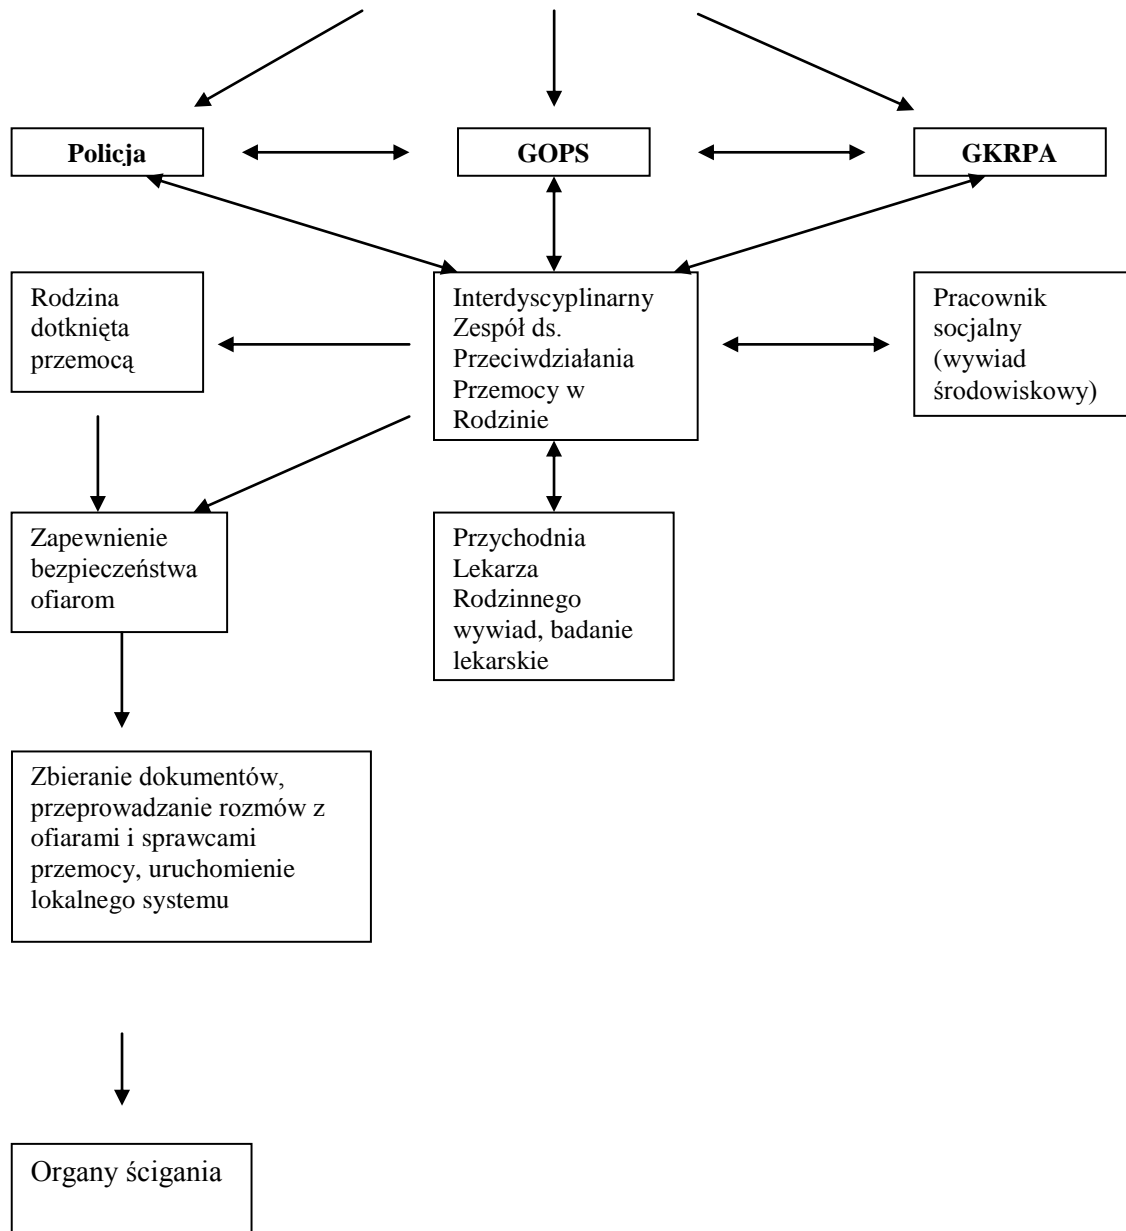 Policja
GOPS
GKRPA
Rodzina
dotknięta
przemocą
Interdyscyplinarny
Zespół ds.
Przeciwdziałania
Przemocy w
Rodzinie
Pracownik
socjalny
(wywiad
środowiskowy)
Zapewnienie
bezpieczeństwa
ofiarom
Przychodnia
Lekarza
Rodzinnego
wywiad, badanie
lekarskie
Zbieranie dokumentów,
przeprowadzanie rozmów z
ofiarami i sprawcami
przemocy, uruchomienie
lokalnego systemu
Organy ścigania